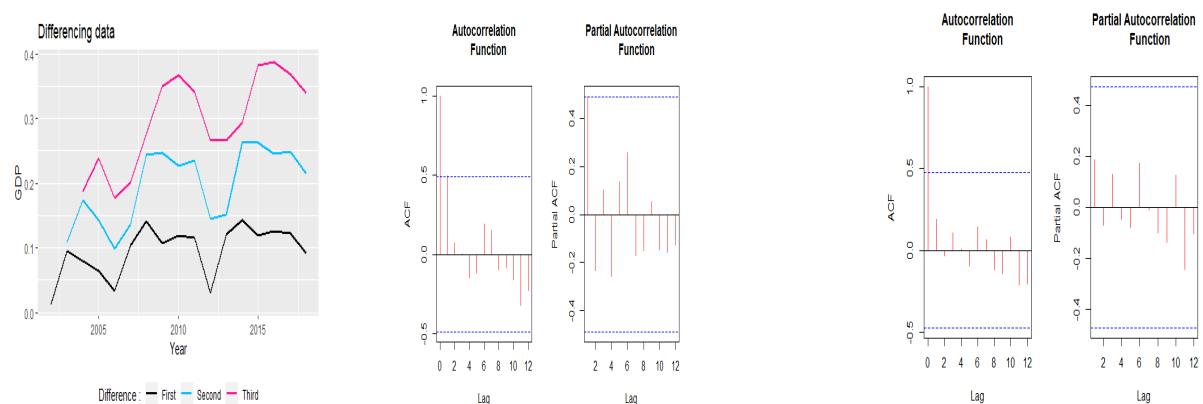 Differencing data
GDP
0.4
0.3
0.2
0.1
0.0
2005 2010 2015
Year
Difference : First Second Third
Autocorrelation
Function
ACF
1.0
0.5
0.0
-0.5
0 2 4 6 8 10 12
Lag
Partial Autocorrelation
Function
Partial ACF
0.4
0.2
0.0
-0.2
-0.4
2 4 6 8 10 12
Lag
Autocorrelation
Function
ACF
1.0
0.5
0.0
-0.5
0 2 4 6 8 10 12
Lag
Partial Autocorrelation
Function
Partial ACF
0.4
0.2
0.0
-0.2
-0.4
2 4 6 8 10 12
Lag